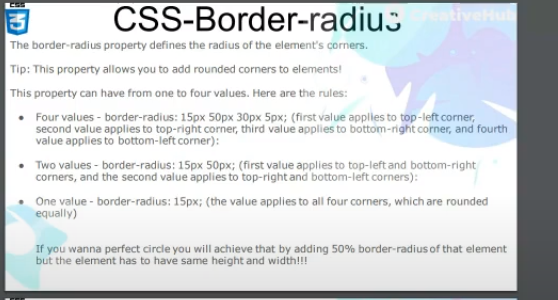 CSS
3
CSS-Border-radius
CreativeHub
The border-radius property defines the radius of the element's corners.
Tip: This property allows you to add rounded corners to elements!
This property can have from one to four values. Here are the rules:
● Four values - border-radius: 15px 50px 30px 5px; (first value applies to top-left corner,
second value applies to top-right corner, third value applies to bottom-right corner, and fourth
value applies to bottom-left corner):
● Two values - border-radius: 15px 50px; (first value applies to top-left and bottom-right
corners, and the second value applies to top-right and bottom-left corners):
● One value - border-radius: 15px; (the value applies to all four corners, which are rounded
equally)
If you wanna perfect circle you will achieve that by adding 50% border-radius of that element
but the element has to have same height and width!!!